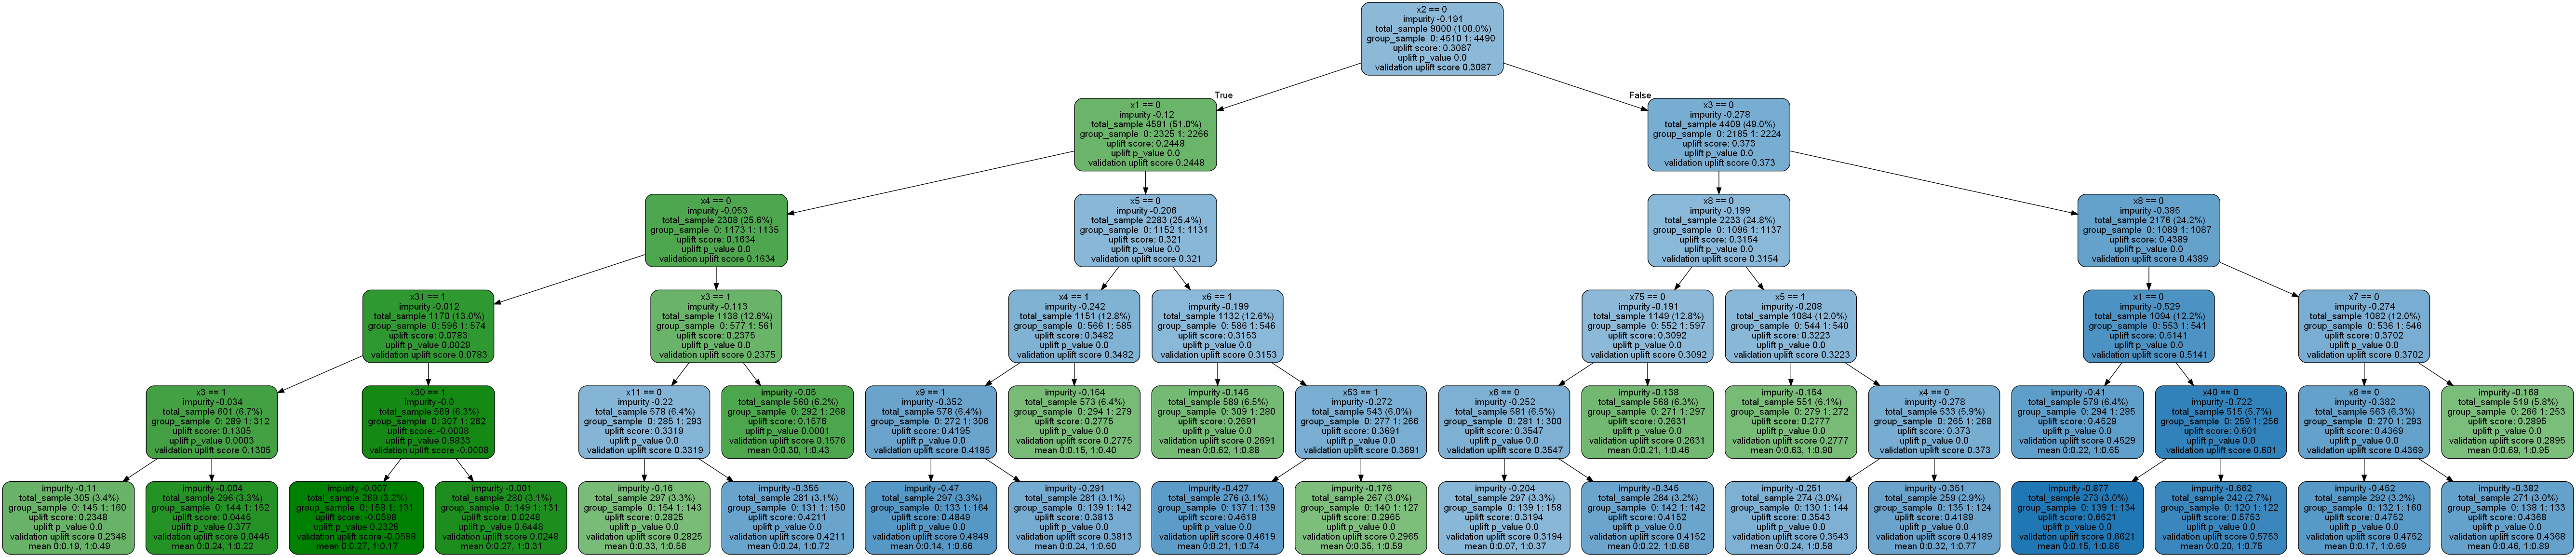 x2 == 0
impurity -0.191
total_sample 9000 (100.0%)
group_sample 0: 4510 1: 4490
uplift score: 0.3087
uplift p_value 0.0
validation uplift score 0.3087
True
False
x1 == 0
impurity -0.12
total_sample 4591 (51.0%)
group_sample 0: 2325 1: 2266
uplift score: 0.2448
uplift p_value 0.0
validation uplift score 0.2448
x3 == 0
impurity -0.278
total_sample 4409 (49.0%)
group_sample 0: 2185 1: 2224
uplift score: 0.373
uplift p_value 0.0
validation uplift score 0.373
x4 == 0
impurity -0.053
total_sample 2308 (25.6%)
group_sample 0: 1173 1: 1135
uplift score: 0.1634
uplift p_value 0.0
validation uplift score 0.1634
x5 == 0
impurity -0.206
total_sample 2283 (25.4%)
group_sample 0: 1152 1: 1131
uplift score: 0.321
uplift p_value 0.0
validation uplift score 0.321
x8 == 0
impurity -0.199
total_sample 2233 (24.8%)
group_sample 0: 1096 1: 1137
uplift score: 0.3154
uplift p_value 0.0
validation uplift score 0.3154
x8 == 0
impurity -0.385
total_sample 2176 (24.2%)
group_sample 0: 1089 1: 1087
uplift score: 0.4389
uplift p_value 0.0
validation uplift score 0.4389
x31 == 1
impurity -0.012
total_sample 1170 (13.0%)
group_sample 0: 596 1: 574
uplift score: 0.0783
uplift p_value 0.0029
validation uplift score 0.0783
x3 == 1
impurity -0.113
total_sample 1138 (12.6%)
group_sample 0: 577 1: 561
uplift score: 0.2375
uplift p_value 0.0
validation uplift score 0.2375
x4 == 1
impurity -0.242
total_sample 1151 (12.8%)
group_sample 0: 566 1: 585
uplift score: 0.3482
uplift p_value 0.0
validation uplift score 0.3482
x6 == 1
impurity -0.199
total_sample 1132 (12.6%)
group_sample 0: 586 1: 546
uplift score: 0.3153
uplift p_value 0.0
validation uplift score 0.3153
x75 == 0
impurity -0.191
total_sample 1149 (12.8%)
group_sample 0: 552 1: 597
uplift score: 0.3092
uplift p_value 0.0
validation uplift score 0.3092
x5 == 1
impurity -0.208
total_sample 1084 (12.0%)
group_sample 0: 544 1: 540
uplift score: 0.3223
uplift p_value 0.0
validation uplift score 0.3223
x1 == 0
impurity -0.529
total_sample 1094 (12.2%)
group_sample 0: 553 1: 541
uplift score: 0.5141
uplift p_value 0.0
validation uplift score 0.5141
x7 == 0
impurity -0.274
total_sample 1082 (12.0%)
group_sample 0: 536 1: 546
uplift score: 0.3702
uplift p_value 0.0
validation uplift score 0.3702
x3 == 1
impurity -0.034
total_sample 601 (6.7%)
group_sample 0: 289 1: 312
uplift score: 0.1305
uplift p_value 0.0003
validation uplift score 0.1305
x30 == 1
impurity -0.0
total_sample 569 (6.3%)
group_sample 0: 307 1: 262
uplift score: -0.0008
uplift p_value 0.9833
validation uplift score -0.0008
x11 == 0
impurity -0.22
total_sample 578 (6.4%)
group_sample 0: 285 1: 293
uplift score: 0.3319
uplift p_value 0.0
validation uplift score 0.3319
impurity -0.05
total_sample 560 (6.2%)
group_sample 0: 292 1: 268
uplift score: 0.1576
uplift p_value 0.0001
validation uplift score 0.1576
mean 0:0.30, 1:0.43
x9 == 1
impurity -0.352
total_sample 578 (6.4%)
group_sample 0: 272 1: 306
uplift score: 0.4195
uplift p_value 0.0
validation uplift score 0.4195
impurity -0.154
total_sample 573 (6.4%)
group_sample 0: 294 1: 279
uplift score: 0.2775
uplift p_value 0.0
validation uplift score 0.2775
mean 0:0.15, 1:0.40
impurity -0.145
total_sample 589 (6.5%)
group_sample 0: 309 1: 280
uplift score: 0.2691
uplift p_value 0.0
validation uplift score 0.2691
mean 0:0.62, 1:0.88
x53 == 1
impurity -0.272
total_sample 543 (6.0%)
group_sample 0: 277 1: 266
uplift score: 0.3691
uplift p_value 0.0
validation uplift score 0.3691
x6 == 0
impurity -0.252
total_sample 581 (6.5%)
group_sample 0: 281 1: 300
uplift score: 0.3547
uplift p_value 0.0
validation uplift score 0.3547
impurity -0.138
total_sample 568 (6.3%)
group_sample 0: 271 1: 297
uplift score: 0.2631
uplift p_value 0.0
validation uplift score 0.2631
mean 0:0.21, 1:0.46
impurity -0.154
total_sample 551 (6.1%)
group_sample 0: 279 1: 272
uplift score: 0.2777
uplift p_value 0.0
validation uplift score 0.2777
mean 0:0.63, 1:0.90
x4 == 0
impurity -0.278
total_sample 533 (5.9%)
group_sample 0: 265 1: 268
uplift score: 0.373
uplift p_value 0.0
validation uplift score 0.373
impurity -0.41
total_sample 579 (6.4%)
group_sample 0: 294 1: 285
uplift score: 0.4529
uplift p_value 0.0
validation uplift score 0.4529
mean 0:0.22, 1:0.65
x40 == 0
impurity -0.722
total_sample 515 (5.7%)
group_sample 0: 259 1: 256
uplift score: 0.601
uplift p_value 0.0
validation uplift score 0.601
x6 == 0
impurity -0.382
total_sample 563 (6.3%)
group_sample 0: 270 1: 293
uplift score: 0.4369
uplift p_value 0.0
validation uplift score 0.4369
impurity -0.168
total_sample 519 (5.8%)
group_sample 0: 266 1: 253
uplift score: 0.2895
uplift p_value 0.0
validation uplift score 0.2895
mean 0:0.69, 1:0.95
impurity -0.11
total_sample 305 (3.4%)
group_sample 0: 145 1: 160
uplift score: 0.2348
uplift p_value 0.0
validation uplift score 0.2348
mean 0:0.19, 1:0.49
impurity -0.004
total_sample 296 (3.3%)
group_sample 0: 144 1: 152
uplift score: 0.0445
uplift p_value 0.377
validation uplift score 0.0445
mean 0:0.24, 1:0.22
impurity -0.007
total_sample 289 (3.2%)
group_sample 0: 158 1: 131
uplift score: -0.0598
uplift p_value 0.2326
validation uplift score -0.0598
mean 0:0.27, 1:0.17
impurity -0.001
total_sample 280 (3.1%)
group_sample 0: 149 1: 131
uplift score: 0.0248
uplift p_value 0.6448
validation uplift score 0.0248
mean 0:0.27, 1:0.31
impurity -0.16
total_sample 297 (3.3%)
group_sample 0: 154 1: 143
uplift score: 0.2825
uplift p_value 0.0
validation uplift score 0.2825
mean 0:0.33, 1:0.58
impurity -0.355
total_sample 281 (3.1%)
group_sample 0: 131 1: 150
uplift score: 0.4211
uplift p_value 0.0
validation uplift score 0.4211
mean 0:0.24, 1:0.72
impurity -0.47
total_sample 297 (3.3%)
group_sample 0: 133 1: 164
uplift score: 0.4849
uplift p_value 0.0
validation uplift score 0.4849
mean 0:0.14, 1:0.66
impurity -0.291
total_sample 281 (3.1%)
group_sample 0: 139 1: 142
uplift score: 0.3813
uplift p_value 0.0
validation uplift score 0.3813
mean 0:0.24, 1:0.60
impurity -0.427
total_sample 276 (3.1%)
group_sample 0: 137 1: 139
uplift score: 0.4619
uplift p_value 0.0
validation uplift score 0.4619
mean 0:0.21, 1:0.74
impurity -0.176
total_sample 267 (3.0%)
group_sample 0: 140 1: 127
uplift score: 0.2965
uplift p_value 0.0
validation uplift score 0.2965
mean 0:0.35, 1:0.59
impurity -0.204
total_sample 297 (3.3%)
group_sample 0: 139 1: 158
uplift score: 0.3194
uplift p_value 0.0
validation uplift score 0.3194
mean 0:0.07, 1:0.37
impurity -0.345
total_sample 284 (3.2%)
group_sample 0: 142 1: 142
uplift score: 0.4152
uplift p_value 0.0
validation uplift score 0.4152
mean 0:0.22, 1:0.68
impurity -0.251
total_sample 274 (3.0%)
group_sample 0: 130 1: 144
uplift score: 0.3543
uplift p_value 0.0
validation uplift score 0.3543
mean 0:0.24, 1:0.58
impurity -0.351
total_sample 259 (2.9%)
group_sample 0: 135 1: 124
uplift score: 0.4189
uplift p_value 0.0
validation uplift score 0.4189
mean 0:0.32, 1:0.77
impurity -0.877
total_sample 273 (3.0%)
group_sample 0: 139 1: 134
uplift score: 0.6621
uplift p_value 0.0
validation uplift score 0.6621
mean 0:0.15, 1:0.86
impurity -0.662
total_sample 242 (2.7%)
group_sample 0: 120 1: 122
uplift score: 0.5753
uplift p_value 0.0
validation uplift score 0.5753
mean 0:0.20, 1:0.75
impurity -0.452
total_sample 292 (3.2%)
group_sample 0: 132 1: 160
uplift score: 0.4752
uplift p_value 0.0
validation uplift score 0.4752
mean 0:0.17, 1:0.69
impurity -0.382
total_sample 271 (3.0%)
group_sample 0: 138 1: 133
uplift score: 0.4368
uplift p_value 0.0
validation uplift score 0.4368
mean 0:0.46, 1:0.89